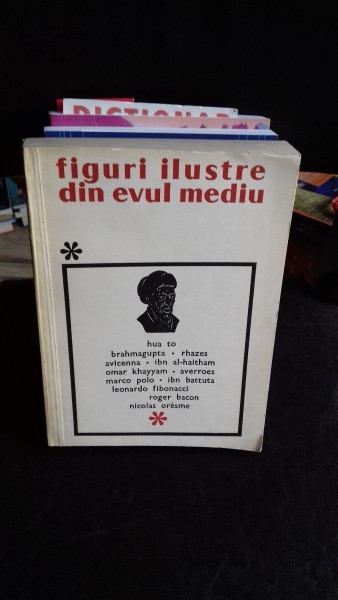 DICTIONAR
figuri ilustre
din evul mediu
*
hua to
brahmagupta • rhazes
avicenna • ibn al-haitham
omar khayyam • averroes
marco polo • ibn battuta
leonardo fibonacci
roger bacon
nicolas orèsme
*